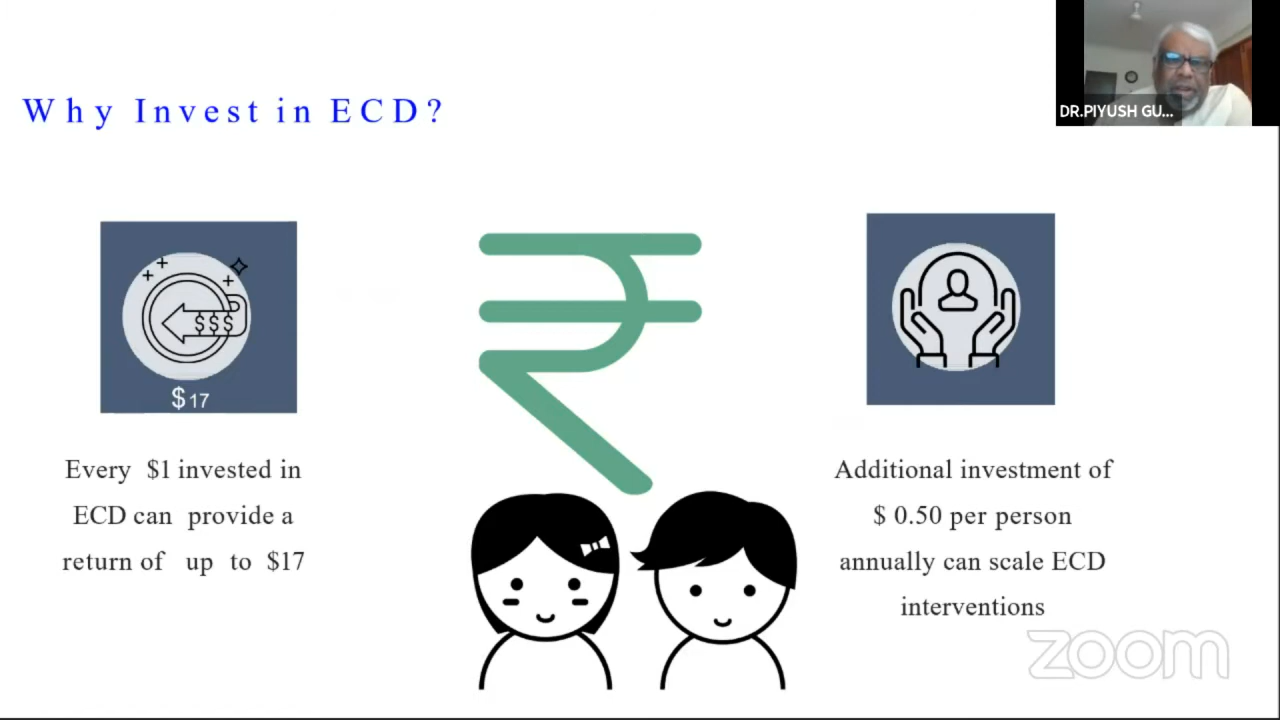 DR.PIYUSH GU...
Why Invest in ECD?
$$$
$17
Every $1 invested in
ECD can provide a
return of up to $17
₹
Additional investment of
$ 0.50 per person
annually can scale ECD
interventions
zoom